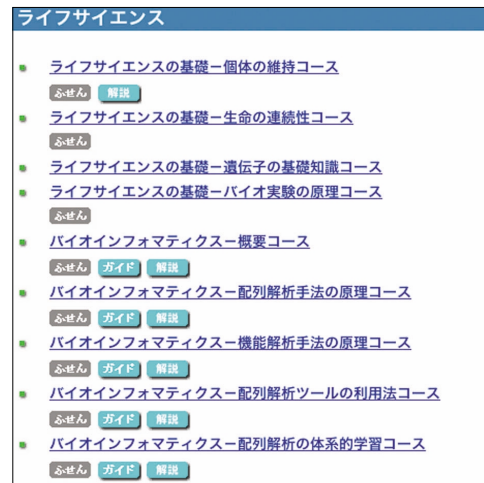 ライフサイエンス
ライフサイエンスの基礎－個体の維持コース
ふせん 解説
ライフサイエンスの基礎－生命の連続性コース
ふせん
ライフサイエンスの基礎－遺伝子の基礎知識コース
ライフサイエンスの基礎－バイオ実験の原理コース
ふせん
バイオインフォマティクス－概要コース
ふせん ガイド 解説
バイオインフォマティクス－配列解析手法の原理コース
ふせん ガイド 解説
バイオインフォマティクス－機能解析手法の原理コース
ふせん ガイド 解説
バイオインフォマティクス－配列解析ツールの利用法コース
ふせん ガイド 解説
バイオインフォマティクス－配列解析の体系的学習コース
ふせん ガイド 解説